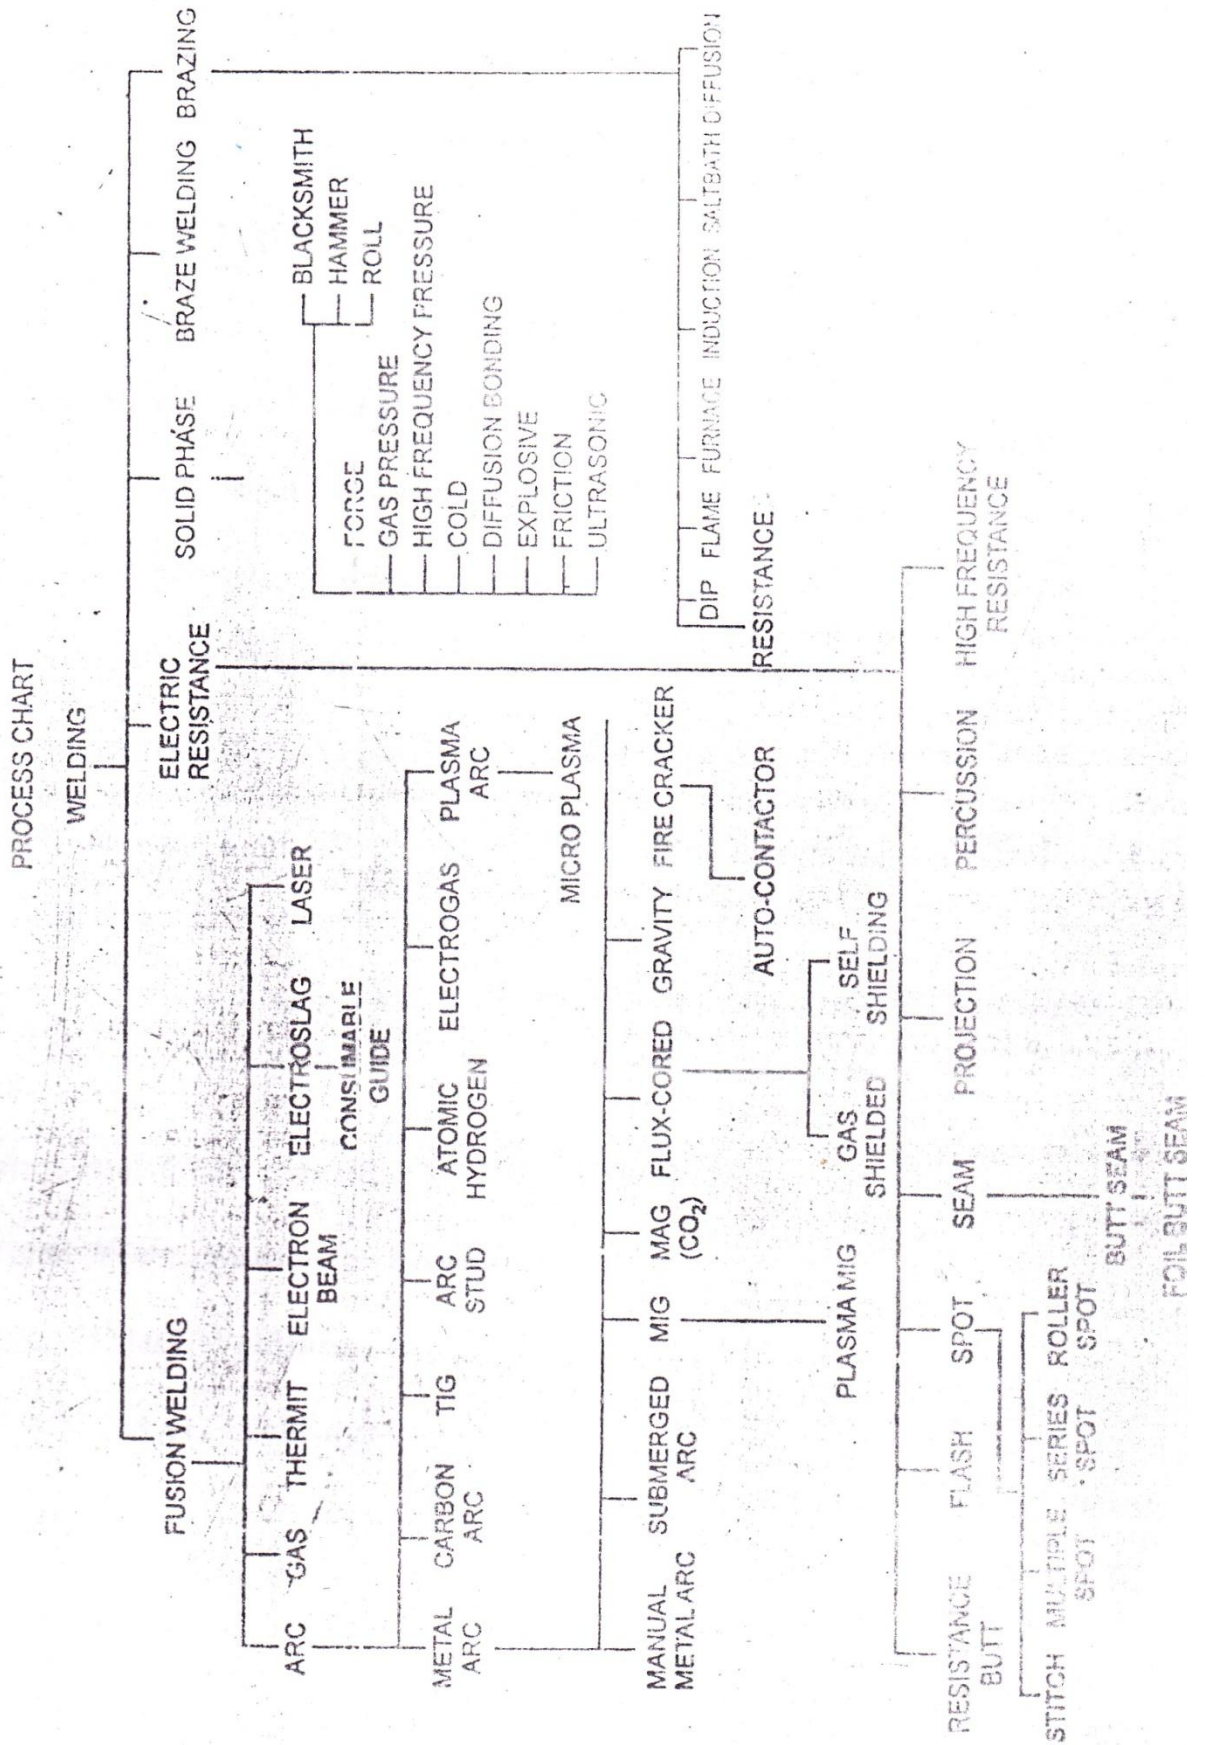 PROCESS CHART
WELDING
FUSION WELDING
ELECTRIC
RESISTANCE
SOLID PHASE
BRAZE WELDING
BRAZING
ARC
GAS
THERMIT
ELECTRON
BEAM
ELECTROSLAG
LASER
CONSUMABLE
GUIDE
BLACKSMITH
HAMMER
ROLL
FORGE
GAS PRESSURE
HIGH FREQUENCY PRESSURE
COLD
DIFFUSION BONDING
EXPLOSIVE
FRICTION
ULTRASONIC
METAL
ARC
CARBON
ARC
TIG
ARC
STUD
ATOMIC
HYDROGEN
ELECTROGAS
PLASMA
ARC
MICRO PLASMA
MANUAL
METAL ARC
SUBMERGED
ARC
MIG
MAG
(CO₂)
FLUX-CORED
GRAVITY
FIRE CRACKER
DIP
FLAME
FURNACE
INDUCTION
SALTBATH
DIFFUSION
RESISTANCE
AUTO-CONTACTOR
PLASMA MIG
GAS
SHIELDED
SELF
SHIELDING
RESISTANCE
BUTT
FLASH
SPOT
SEAM
PROJECTION
PERCUSSION
HIGH FREQUENCY
RESISTANCE
STITCH
MULTIPLE
SPOT
SERIES
SPOT
ROLLER
SPOT
BUTT SEAM
FOIL BUTT SEAM